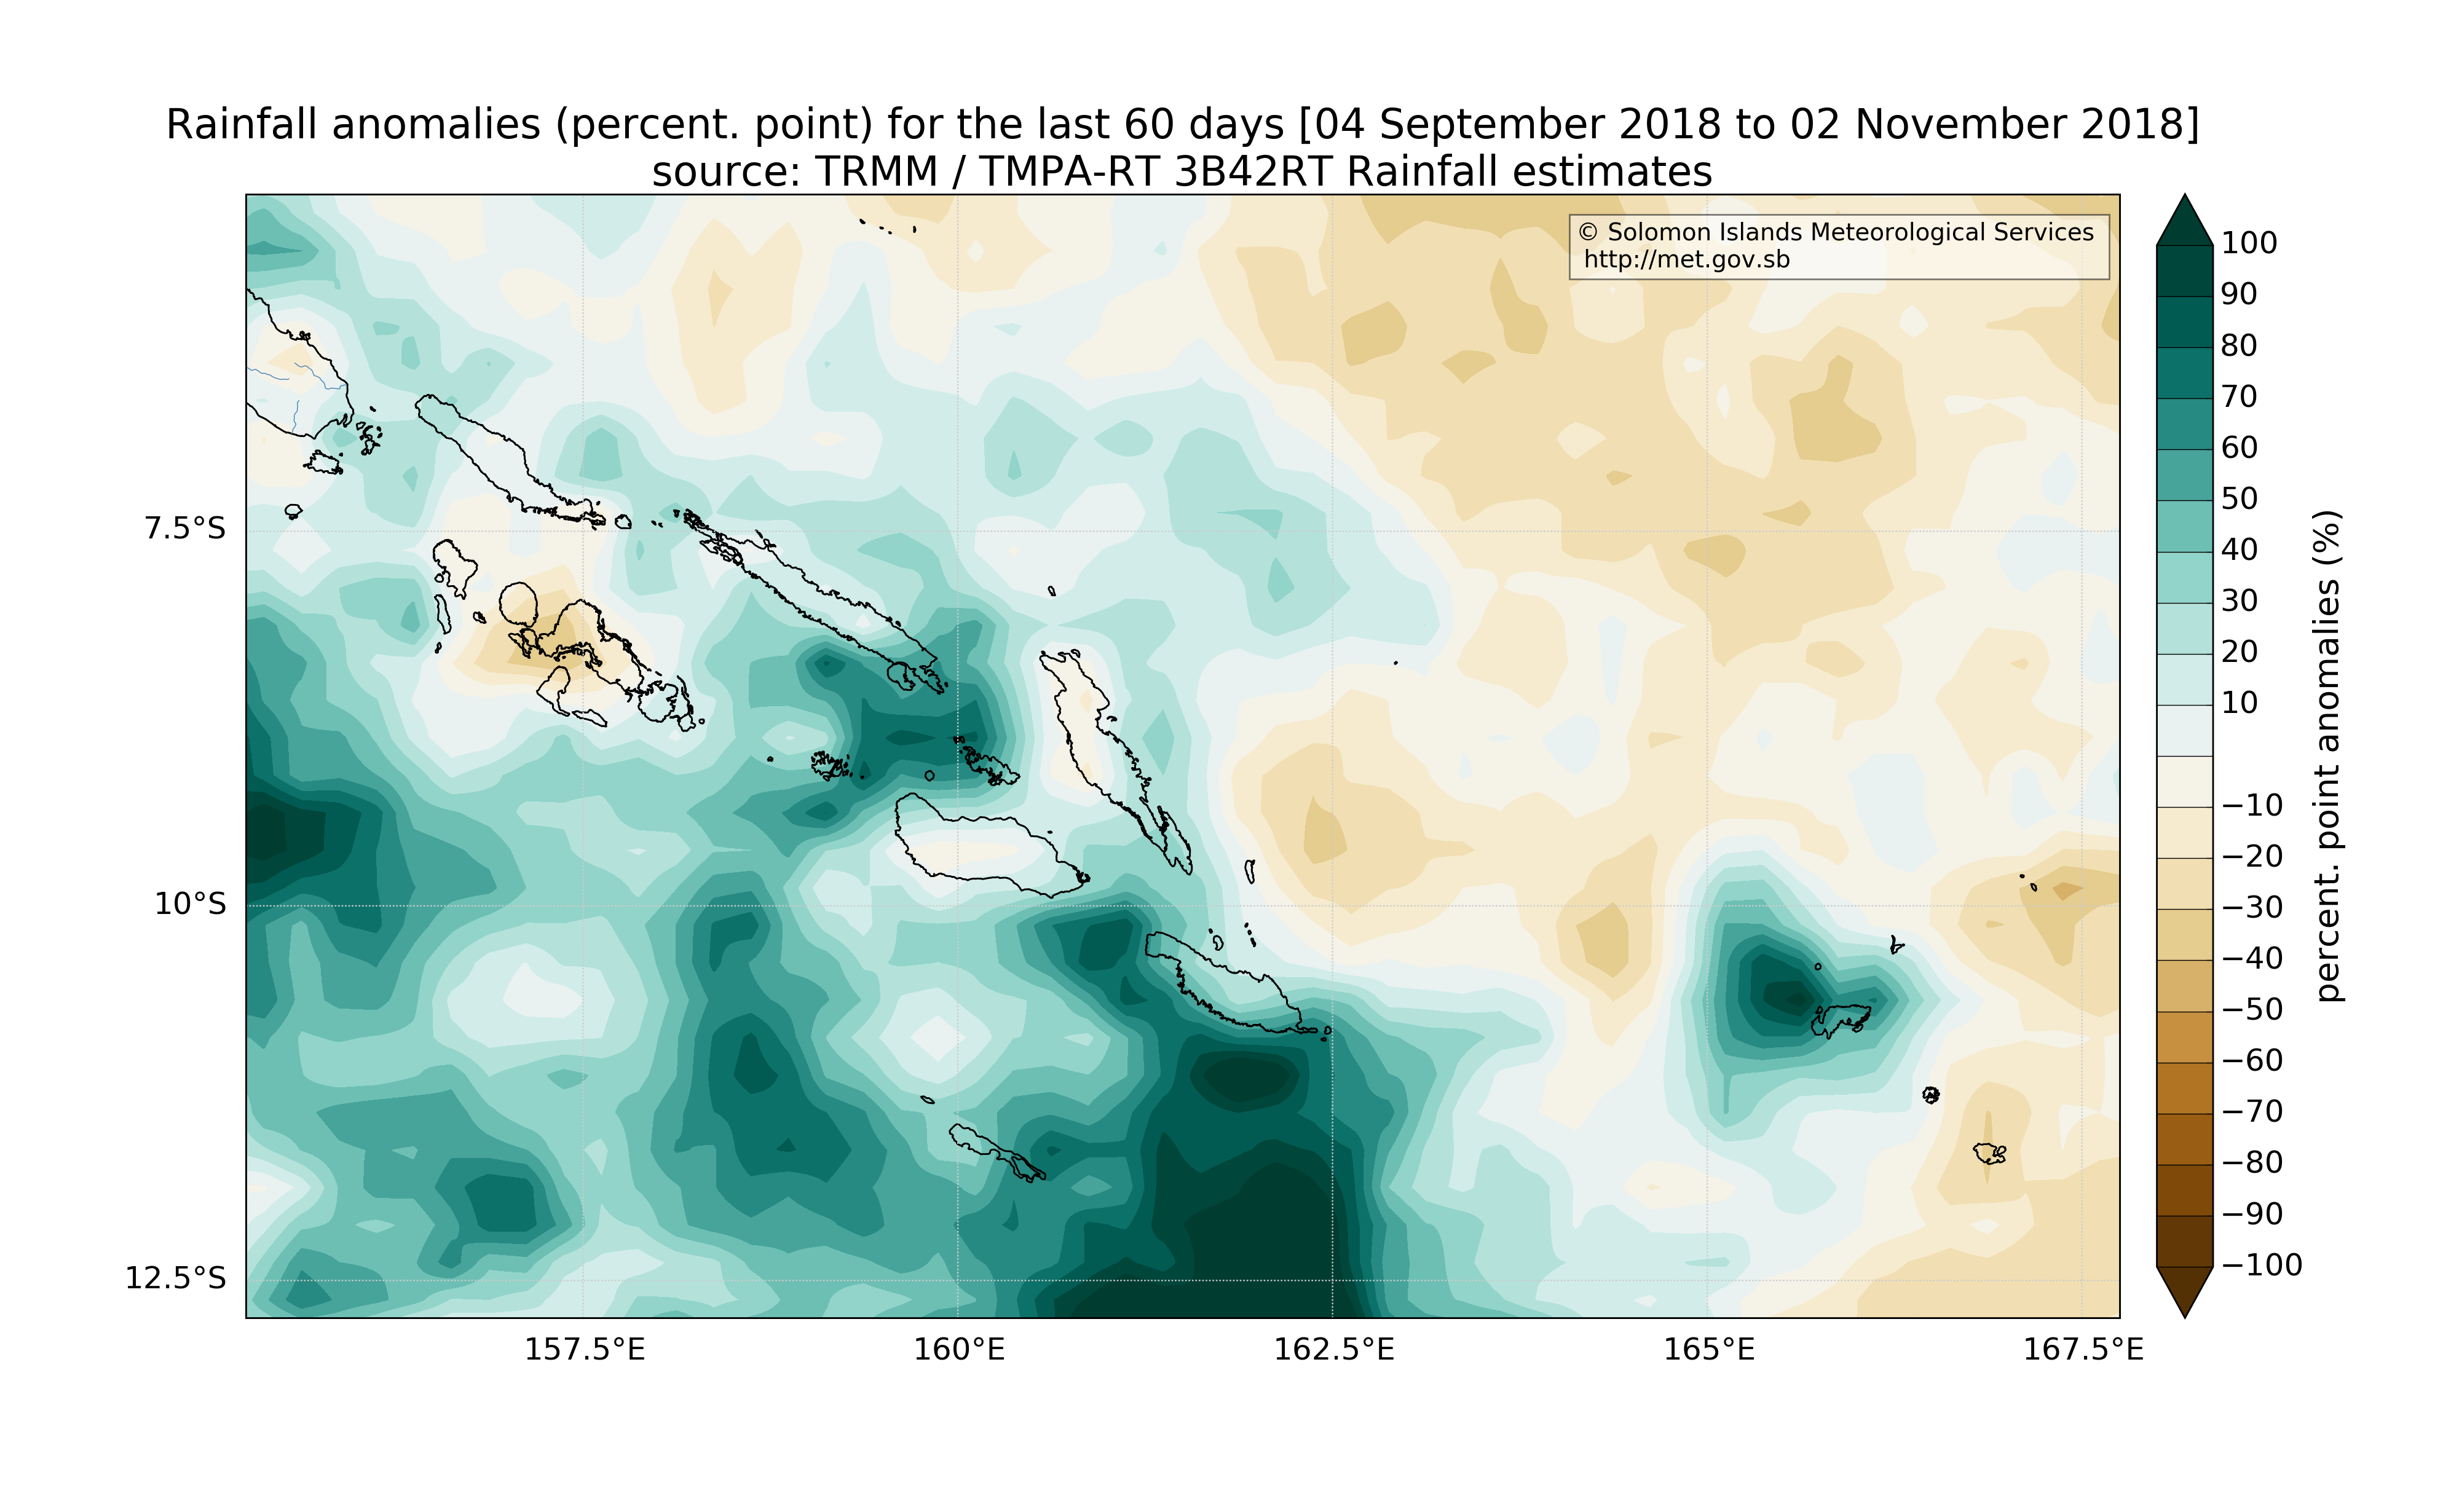 Rainfall anomalies (percent. point) for the last 60 days [04 September 2018 to 02 November 2018]
source: TRMM / TMPA-RT 3B42RT Rainfall estimates
© Solomon Islands Meteorological Services
http://met.gov.sb
7.5°S
10°S
12.5°S
157.5°E
160°E
162.5°E
165°E
167.5°E
100
90
80
70
60
50
40
30
20
10
−10
−20
−30
−40
−50
−60
−70
−80
−90
−100
percent. point anomalies (%)